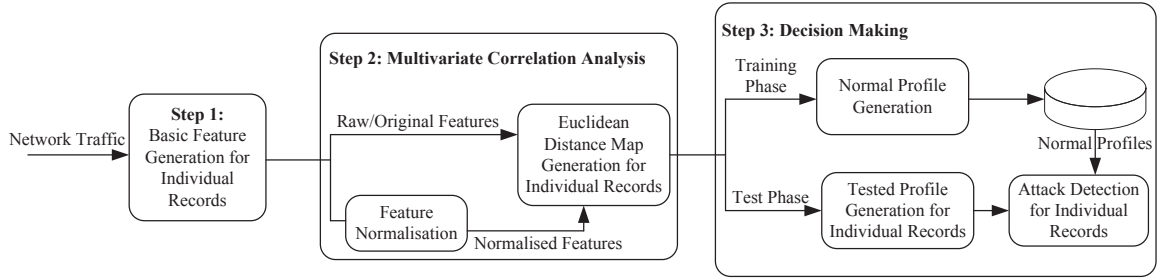 Network Traffic
Step 1:
Basic Feature
Generation for
Individual
Records
Step 2: Multivariate Correlation Analysis
Raw/Original Features
Feature
Normalisation
Normalised Features
Euclidean
Distance Map
Generation for
Individual Records
Step 3: Decision Making
Training
Phase
Normal Profile
Generation
Normal Profiles
Test Phase
Tested Profile
Generation for
Individual Records
Attack Detection
for Individual
Records